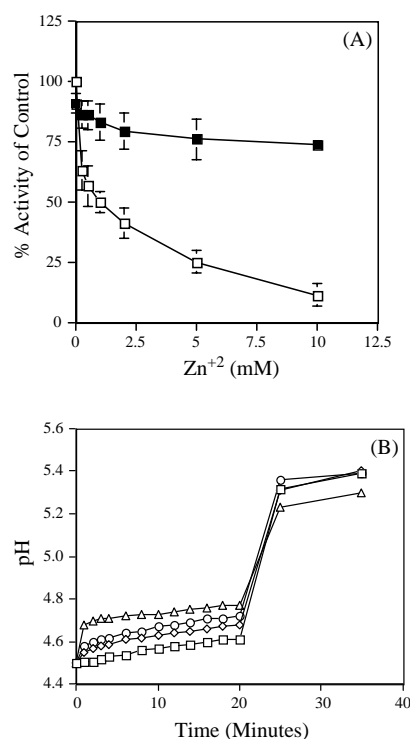 (A)
% Activity of Control
125
100
75
50
25
0
0 2.5 5.0 7.5 10.0 12.5
Zn+2 (mM)
(B)
pH
5.6
5.4
5.2
5.0
4.8
4.6
4.4
0 10 20 30 40
Time (Minutes)